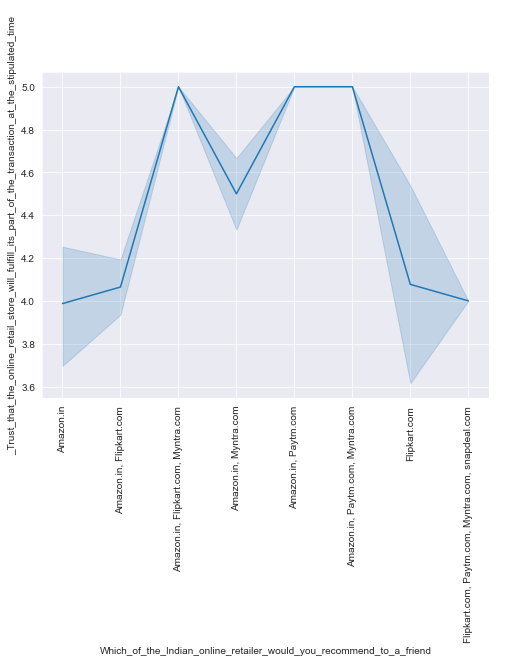 _Trust_that_the_online_retail_store_will_fulfill_its_part_of_the_transaction_at_the_stipulated_time
5.0
4.8
4.6
4.4
4.2
4.0
3.8
3.6
Amazon.in
Amazon.in, Flipkart.com
Amazon.in, Flipkart.com, Myntra.com
Amazon.in, Myntra.com
Amazon.in, Paytm.com
Amazon.in, Paytm.com, Myntra.com
Flipkart.com
Flipkart.com, Paytm.com, Myntra.com, snapdeal.com
Which_of_the_Indian_online_retailer_would_you_recommend_to_a_friend